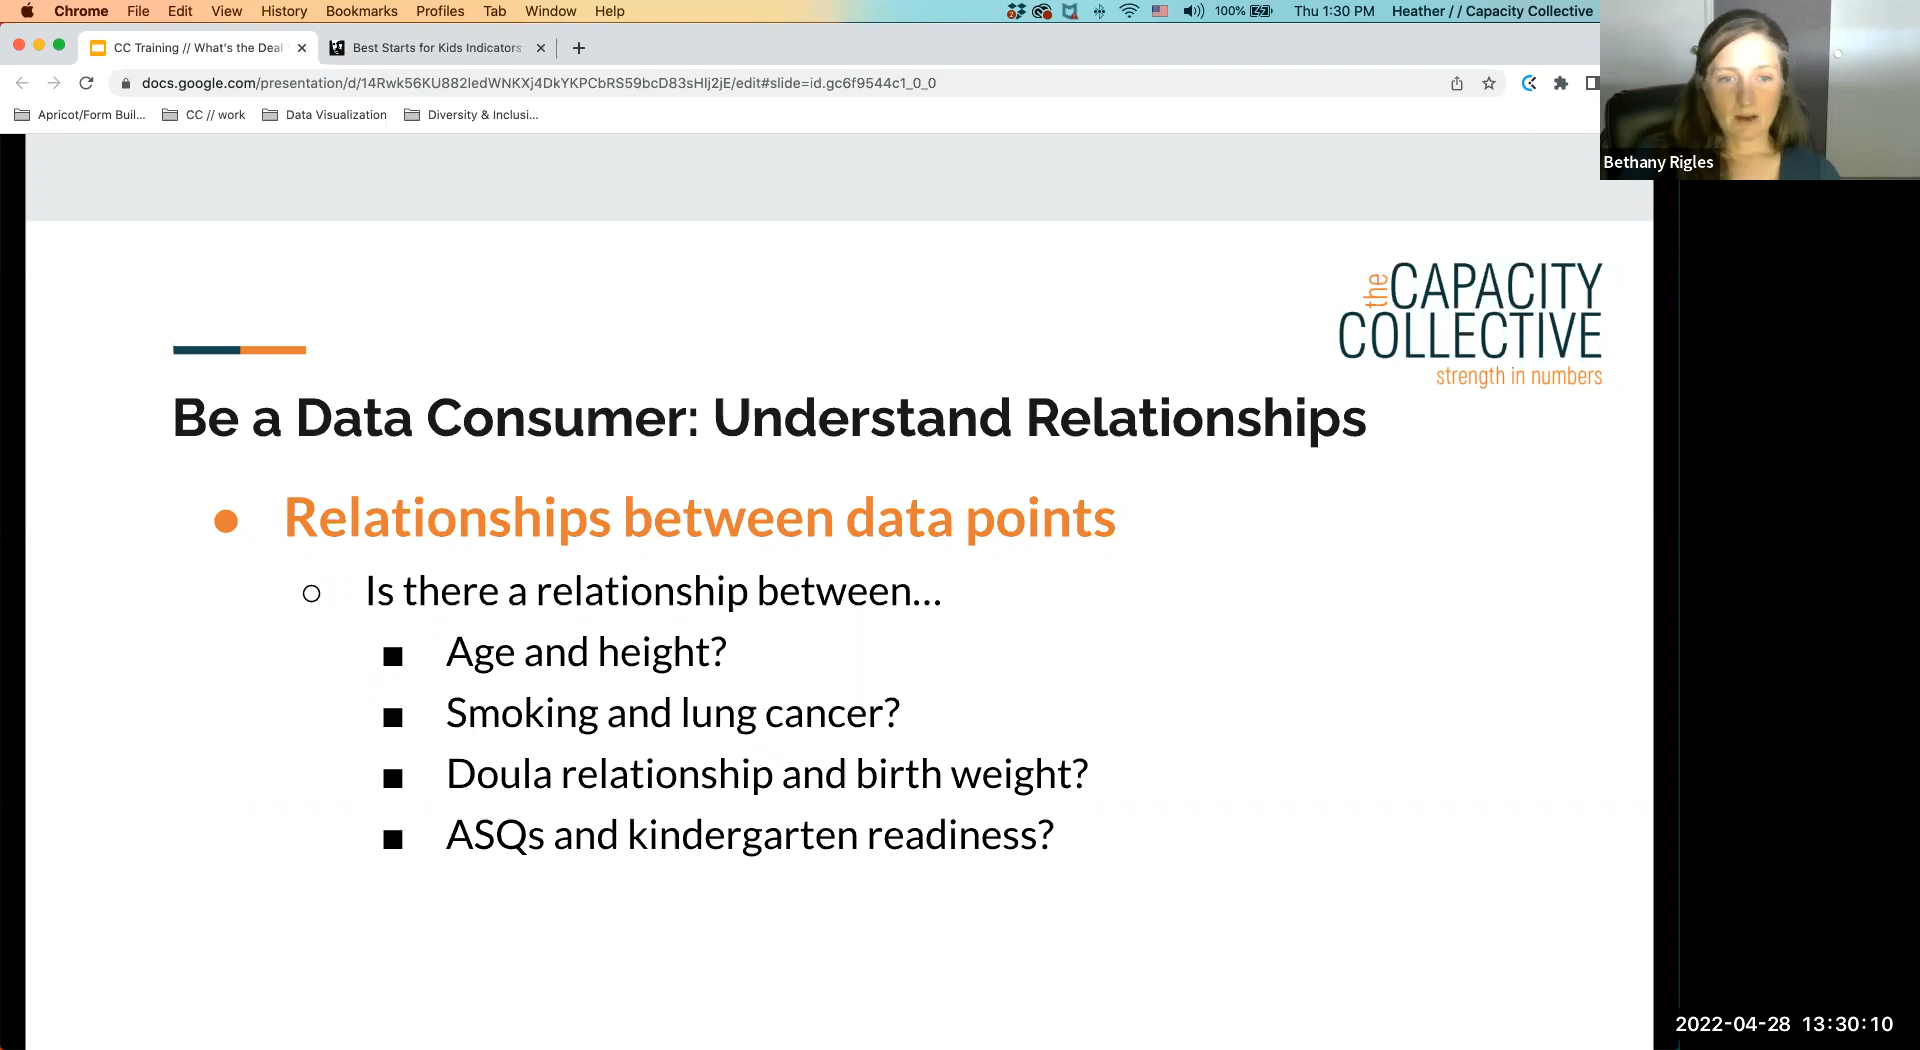 Chrome File Edit View History Bookmarks Profiles Tab Window Help 100% Thu 1:30 PM Heather // Capacity Collective
CC Training // What's the Deal Best Starts for Kids Indicators
docs.google.com/presentation/d/14Rwk56KU882ledWNKXj4DkYKPCbRS59bcD83sHlj2jE/edit#slide=id.gc6f9544c1_0_0
Apricot/Form Buil... CC // work Data Visualization Diversity & Inclusi...
Bethany Rigles
the CAPACITY
COLLECTIVE
strength in numbers
Be a Data Consumer: Understand Relationships
● Relationships between data points
○ Is there a relationship between...
■ Age and height?
■ Smoking and lung cancer?
■ Doula relationship and birth weight?
■ ASQs and kindergarten readiness?
2022-04-28 13:30:10